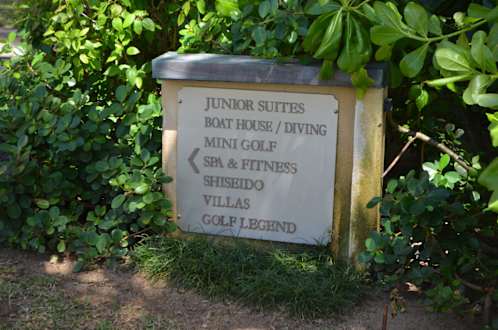 JUNIOR SUITES
BOAT HOUSE / DIVING
MINI GOLF
SPA & FITNESS
SHISEIDO
VILLAS
GOLF LEGEND